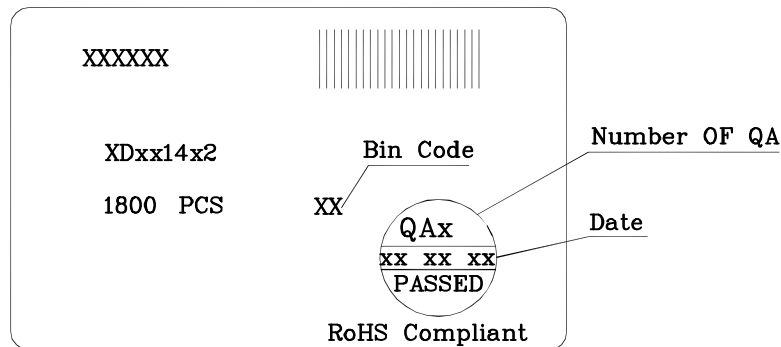 XXXXXX
XDxx14x2
Bin Code
Number OF QA
1800 PCS
XX
QAx
Date
xx xx xx
PASSED
RoHS Compliant